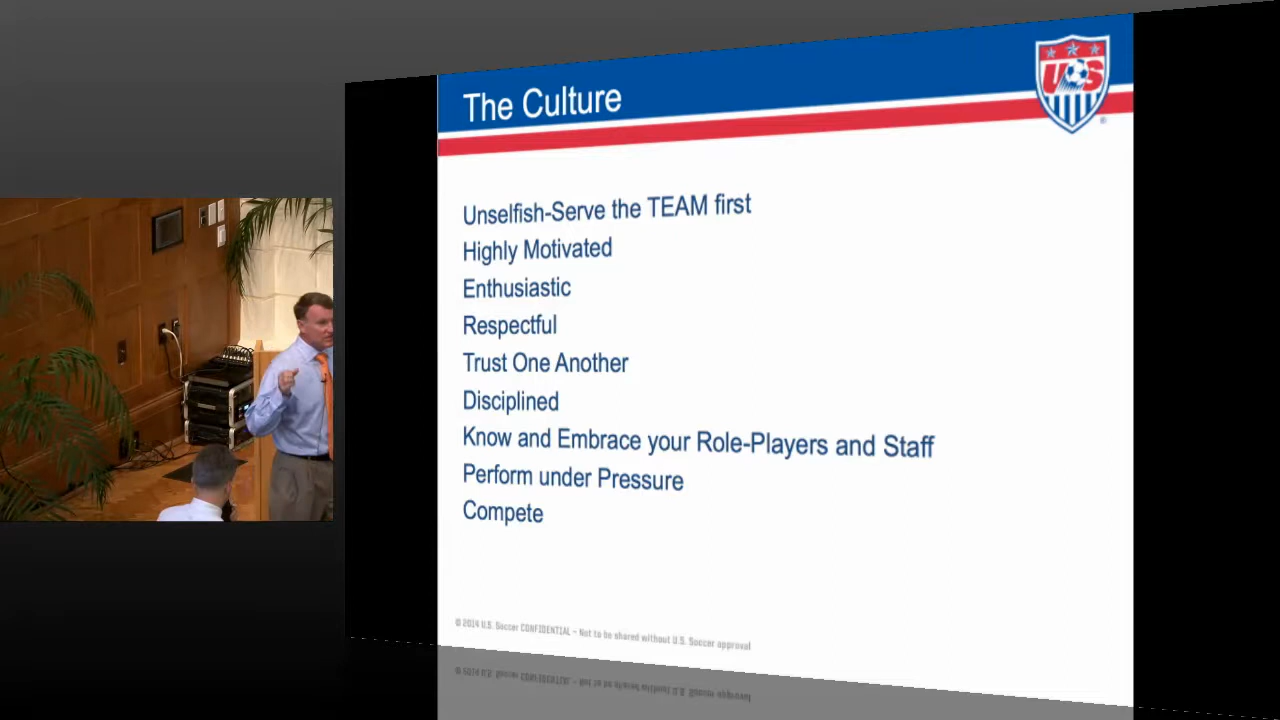 The Culture
US
Unselfish-Serve the TEAM first
Highly Motivated
Enthusiastic
Respectful
Trust One Another
Disciplined
Know and Embrace your Role-Players and Staff
Perform under Pressure
Compete
© 2014 U.S. Soccer CONFIDENTIAL – Not to be shared without U.S. Soccer approval